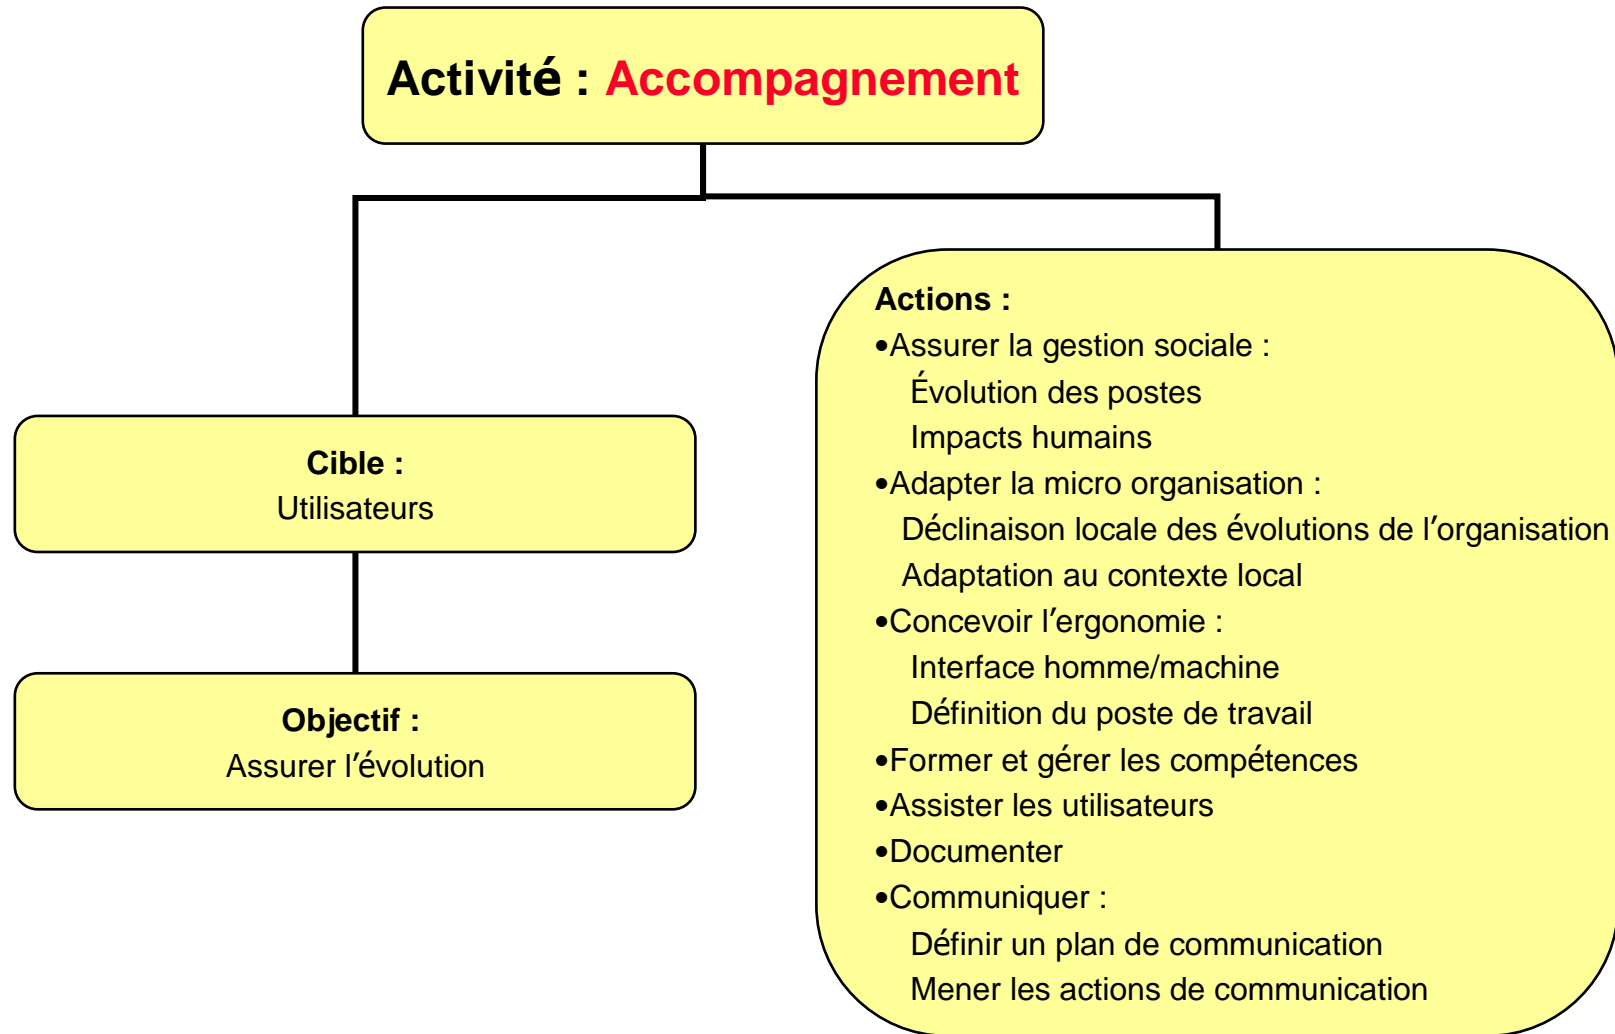 Activité : Accompagnement
Cible :
Utilisateurs
Objectif :
Assurer l'évolution
Actions :
•Assurer la gestion sociale :
Évolution des postes
Impacts humains
•Adapter la micro organisation :
Déclinaison locale des évolutions de l'organisation
Adaptation au contexte local
•Concevoir l'ergonomie :
Interface homme/machine
Définition du poste de travail
•Former et gérer les compétences
•Assister les utilisateurs
•Documenter
•Communiquer :
Définir un plan de communication
Mener les actions de communication